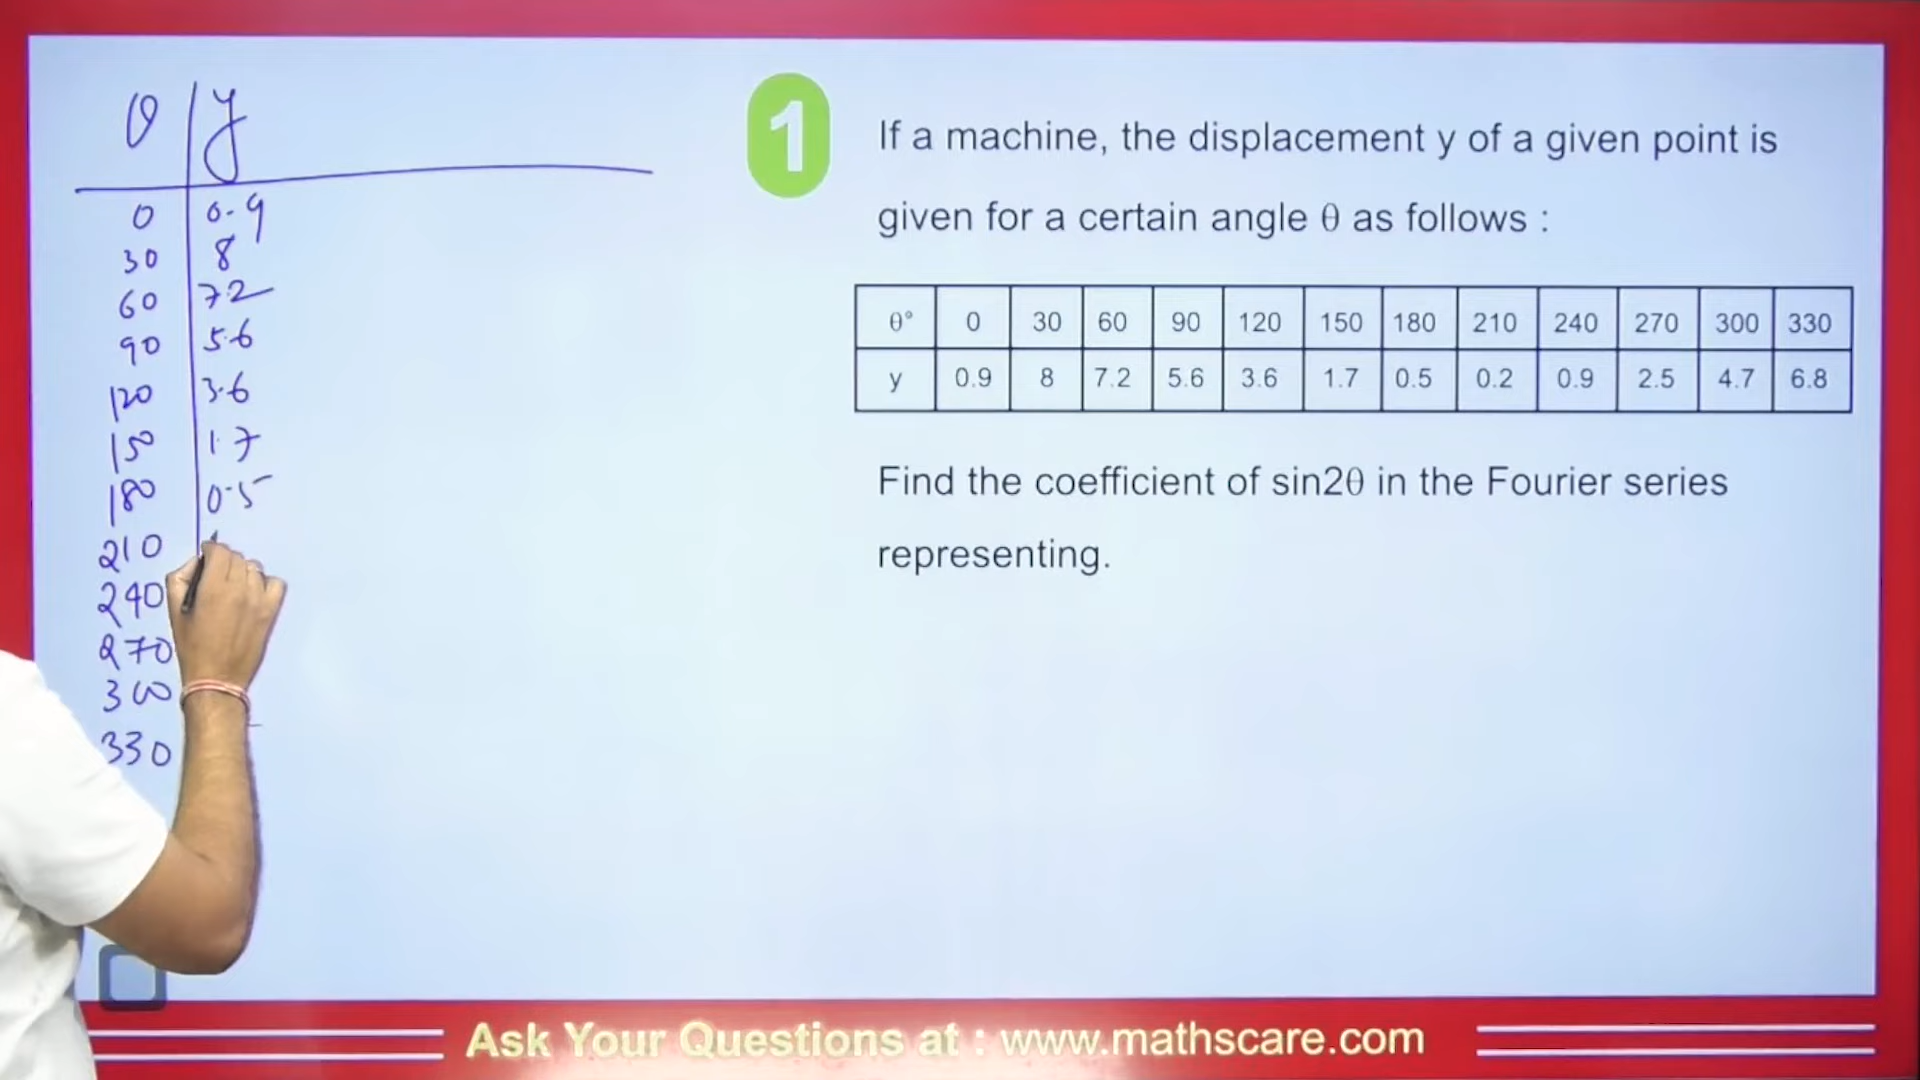 θ y
0 0.9
30 8
60 7.2
90 5.6
120 3.6
150 1.7
180 0.5
210
240
270
300
330
1
If a machine, the displacement y of a given point is
given for a certain angle θ as follows :
θ° 0 30 60 90 120 150 180 210 240 270 300 330
y 0.9 8 7.2 5.6 3.6 1.7 0.5 0.2 0.9 2.5 4.7 6.8
Find the coefficient of sin2θ in the Fourier series
representing.
Ask Your Questions at : www.mathscare.com